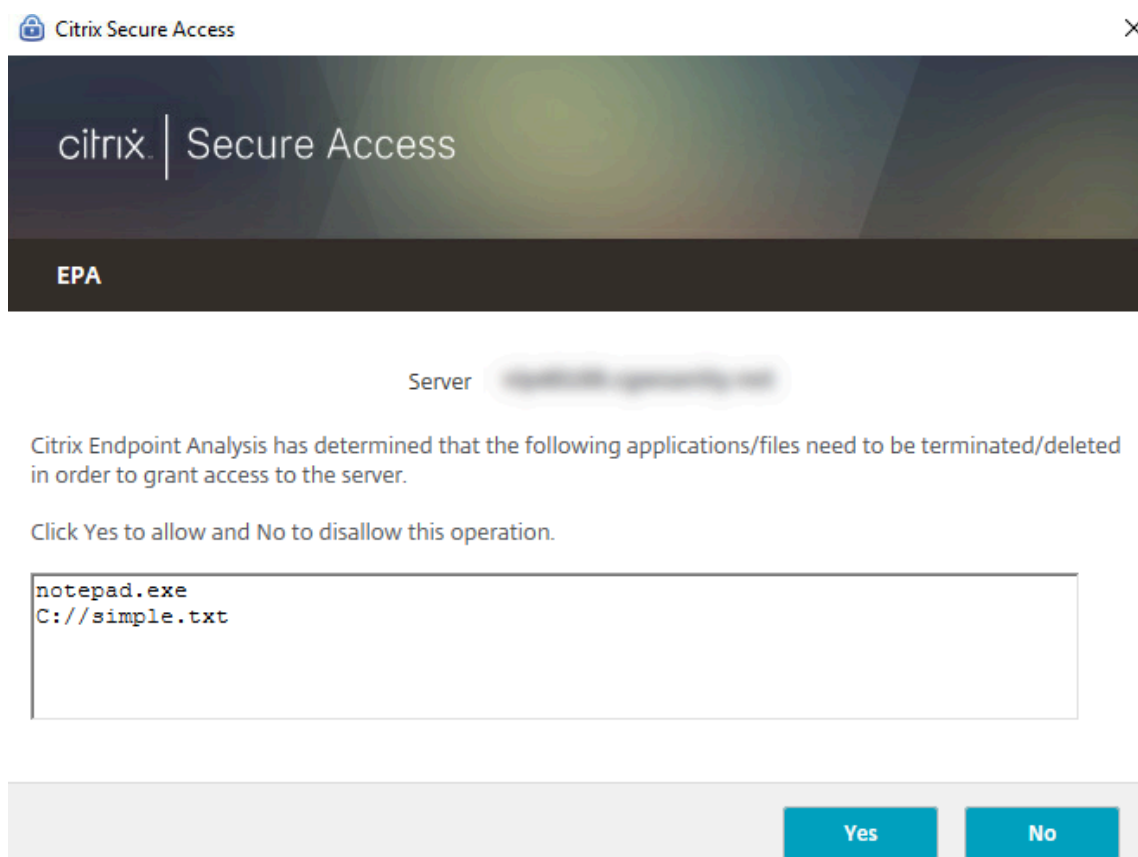 Citrix Secure Access
citrix. | Secure Access
EPA
Server
Citrix Endpoint Analysis has determined that the following applications/files need to be terminated/deleted
in order to grant access to the server.
Click Yes to allow and No to disallow this operation.
notepad.exe
C://simple.txt
Yes No